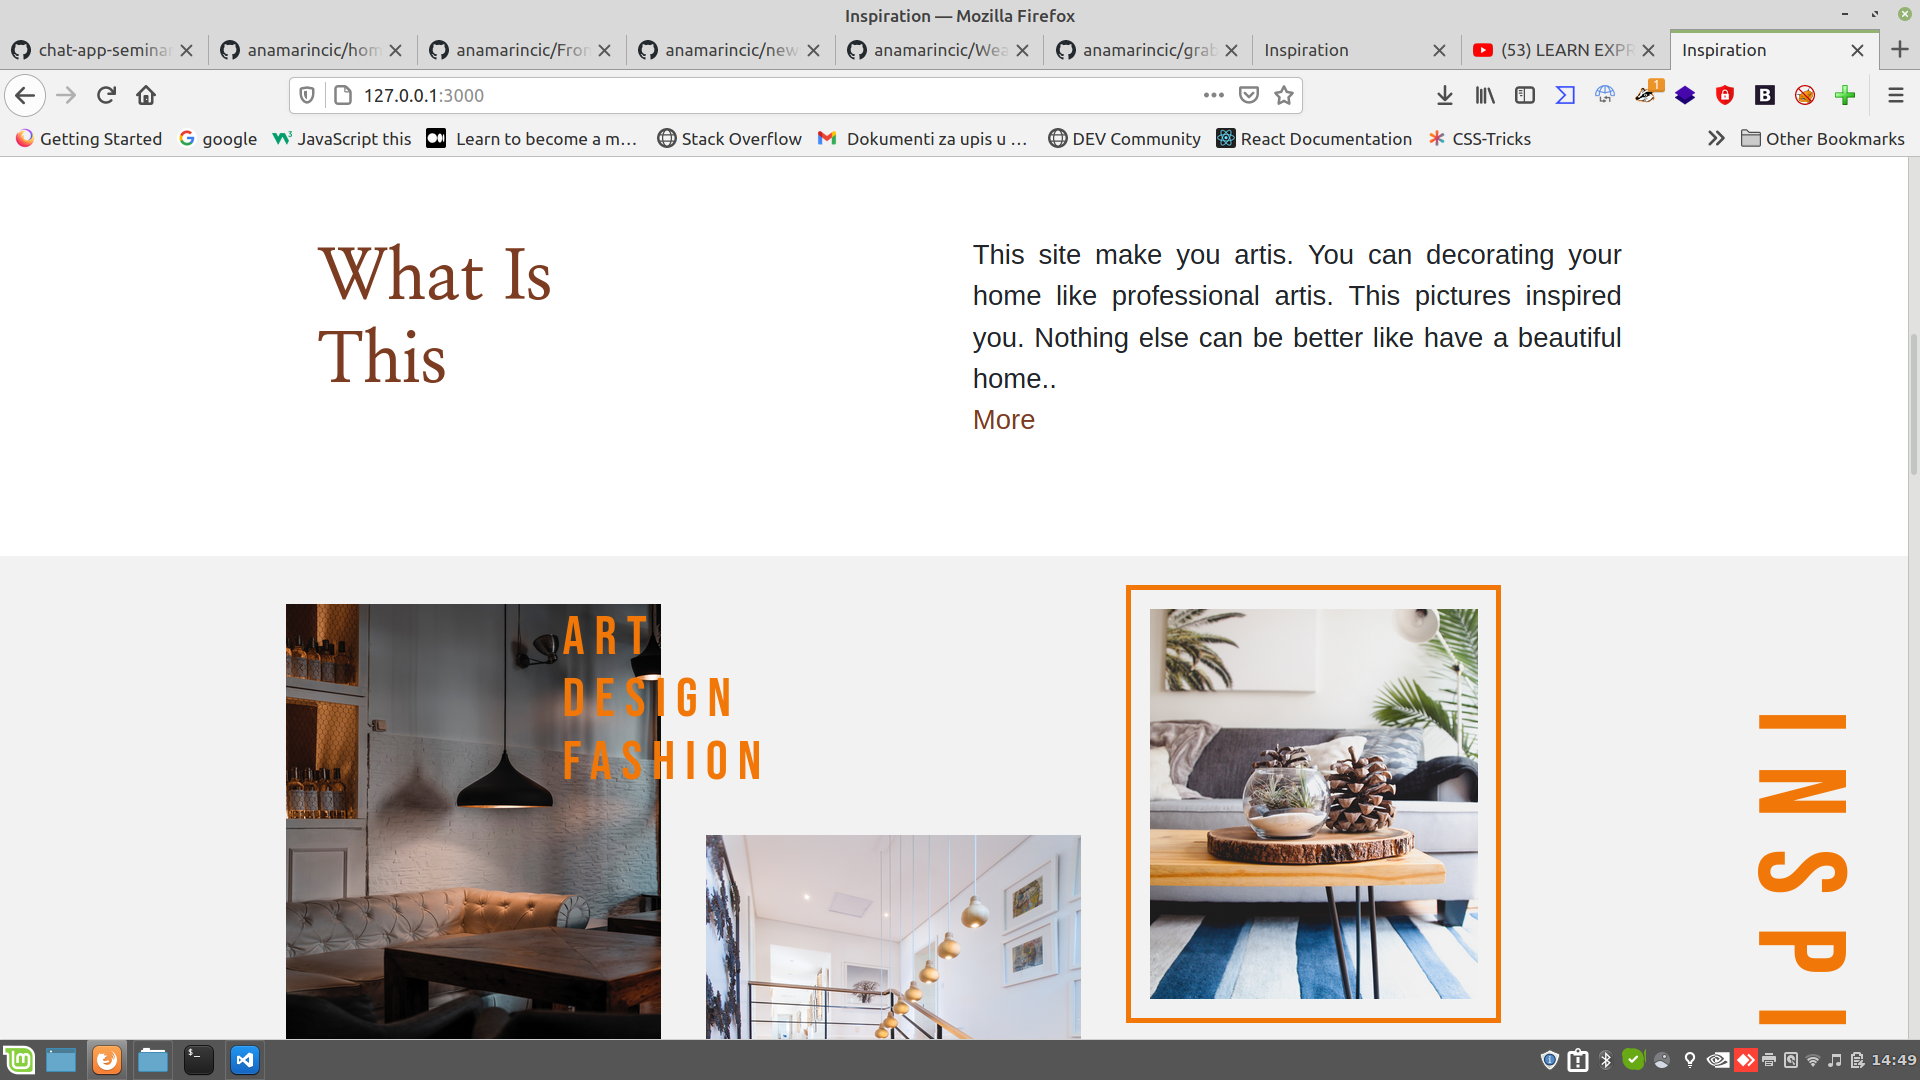 Inspiration — Mozilla Firefox
chat-app-seminar
anamarincic/hom
anamarincic/Fron
anamarincic/new
anamarincic/Wea
anamarincic/grab
Inspiration
(53) LEARN EXPR
Inspiration
127.0.0.1:3000
1
B
Getting Started
google
JavaScript this
Learn to become a m…
Stack Overflow
Dokumenti za upis u …
DEV Community
React Documentation
CSS-Tricks
Other Bookmarks
What Is
This
This site make you artis. You can decorating your
home like professional artis. This pictures inspired
you. Nothing else can be better like have a beautiful
home..
More
ART
DESIGN
FASHION
INSPI
14:49